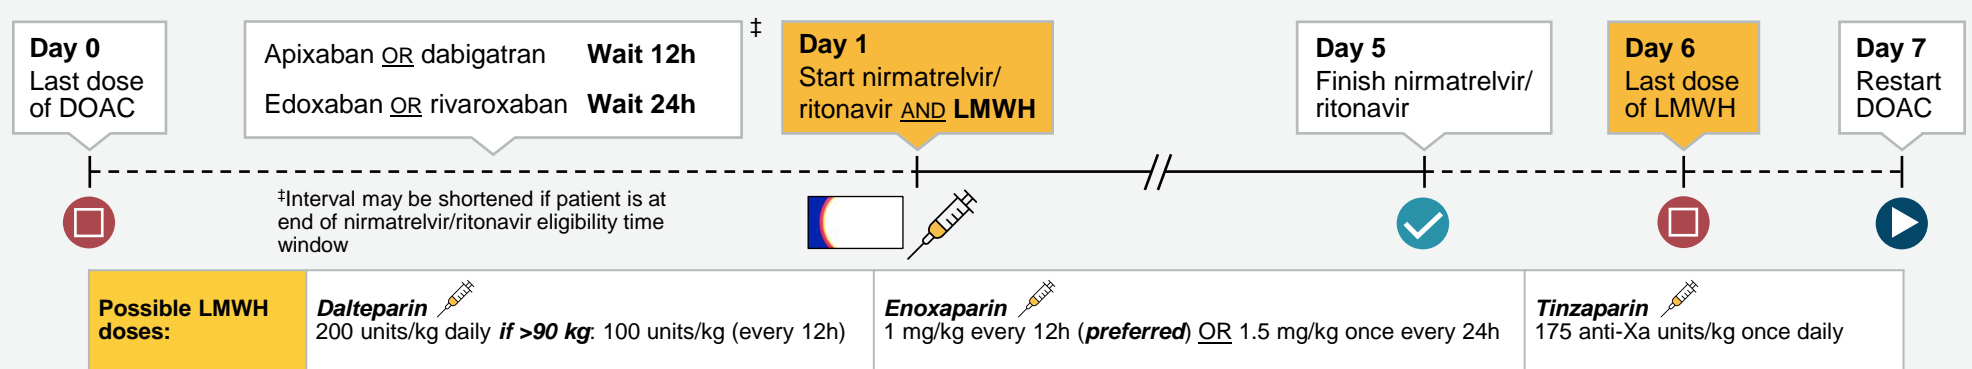 Day 0
Last dose
of DOAC
Apixaban OR dabigatran Wait 12h
Edoxaban OR rivaroxaban Wait 24h
‡
Day 1
Start nirmatrelvir/
ritonavir AND LMWH
Day 5
Finish nirmatrelvir/
ritonavir
Day 6
Last dose
of LMWH
Day 7
Restart
DOAC
‡Interval may be shortened if patient is at
end of nirmatrelvir/ritonavir eligibility time
window
Possible LMWH
doses:
Dalteparin
200 units/kg daily if >90 kg: 100 units/kg (every 12h)
Enoxaparin
1 mg/kg every 12h (preferred) OR 1.5 mg/kg once every 24h
Tinzaparin
175 anti-Xa units/kg once daily